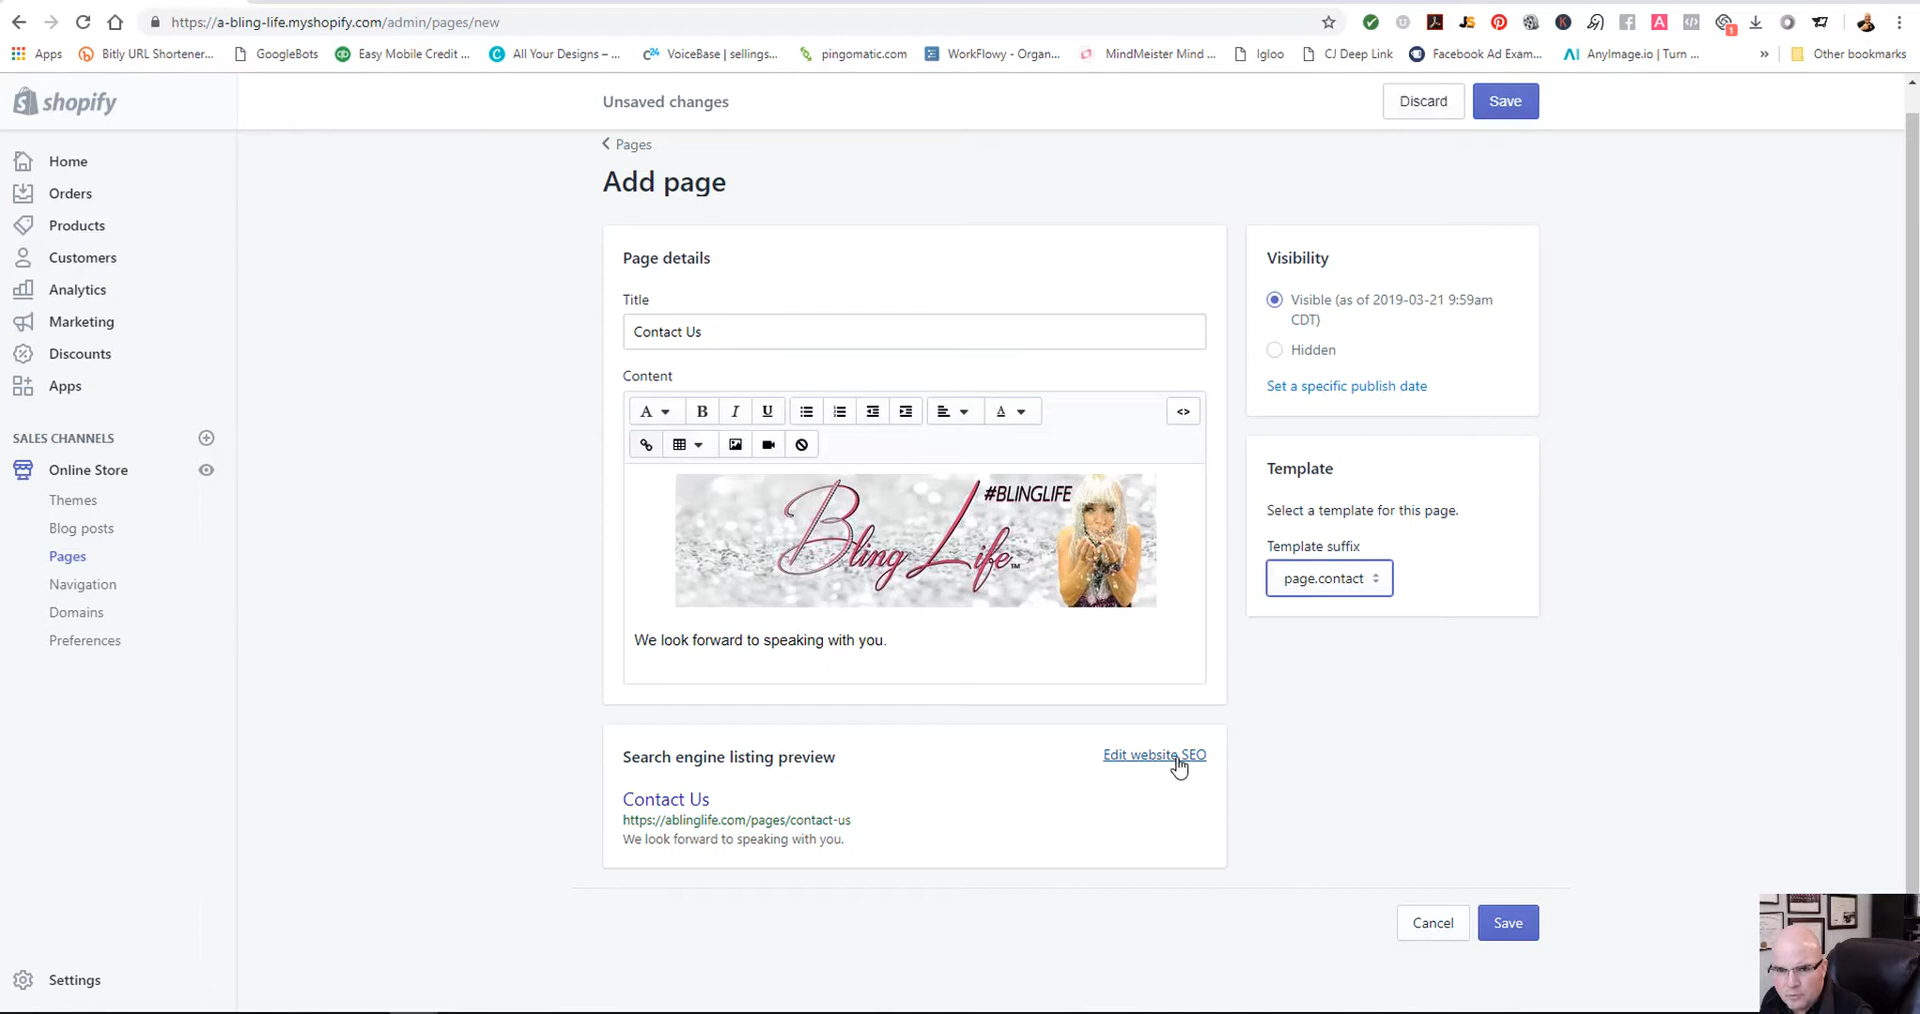 https://a-bling-life.myshopify.com/admin/pages/new
1
Apps
Bitly URL Shortener...
GoogleBots
Easy Mobile Credit ...
All Your Designs – ...
VoiceBase | sellings...
pingomatic.com
WorkFlowy - Organ...
MindMeister Mind ...
Igloo
CJ Deep Link
Facebook Ad Exam...
AnyImage.io | Turn ...
»
Other bookmarks
shopify
Unsaved changes
Discard
Save
Home
Orders
Products
Customers
Analytics
Marketing
Discounts
Apps
SALES CHANNELS
Online Store
Themes
Blog posts
Pages
Navigation
Domains
Preferences
Settings
Pages
Add page
Page details
Title
Contact Us
Content
A B I U A <>
#BLINGLIFE
Bling Life™
We look forward to speaking with you.
Search engine listing preview
Edit website SEO
Contact Us
https://ablinglife.com/pages/contact-us
We look forward to speaking with you.
Visibility
Visible (as of 2019-03-21 9:59am
CDT)
Hidden
Set a specific publish date
Template
Select a template for this page.
Template suffix
page.contact
Cancel
Save